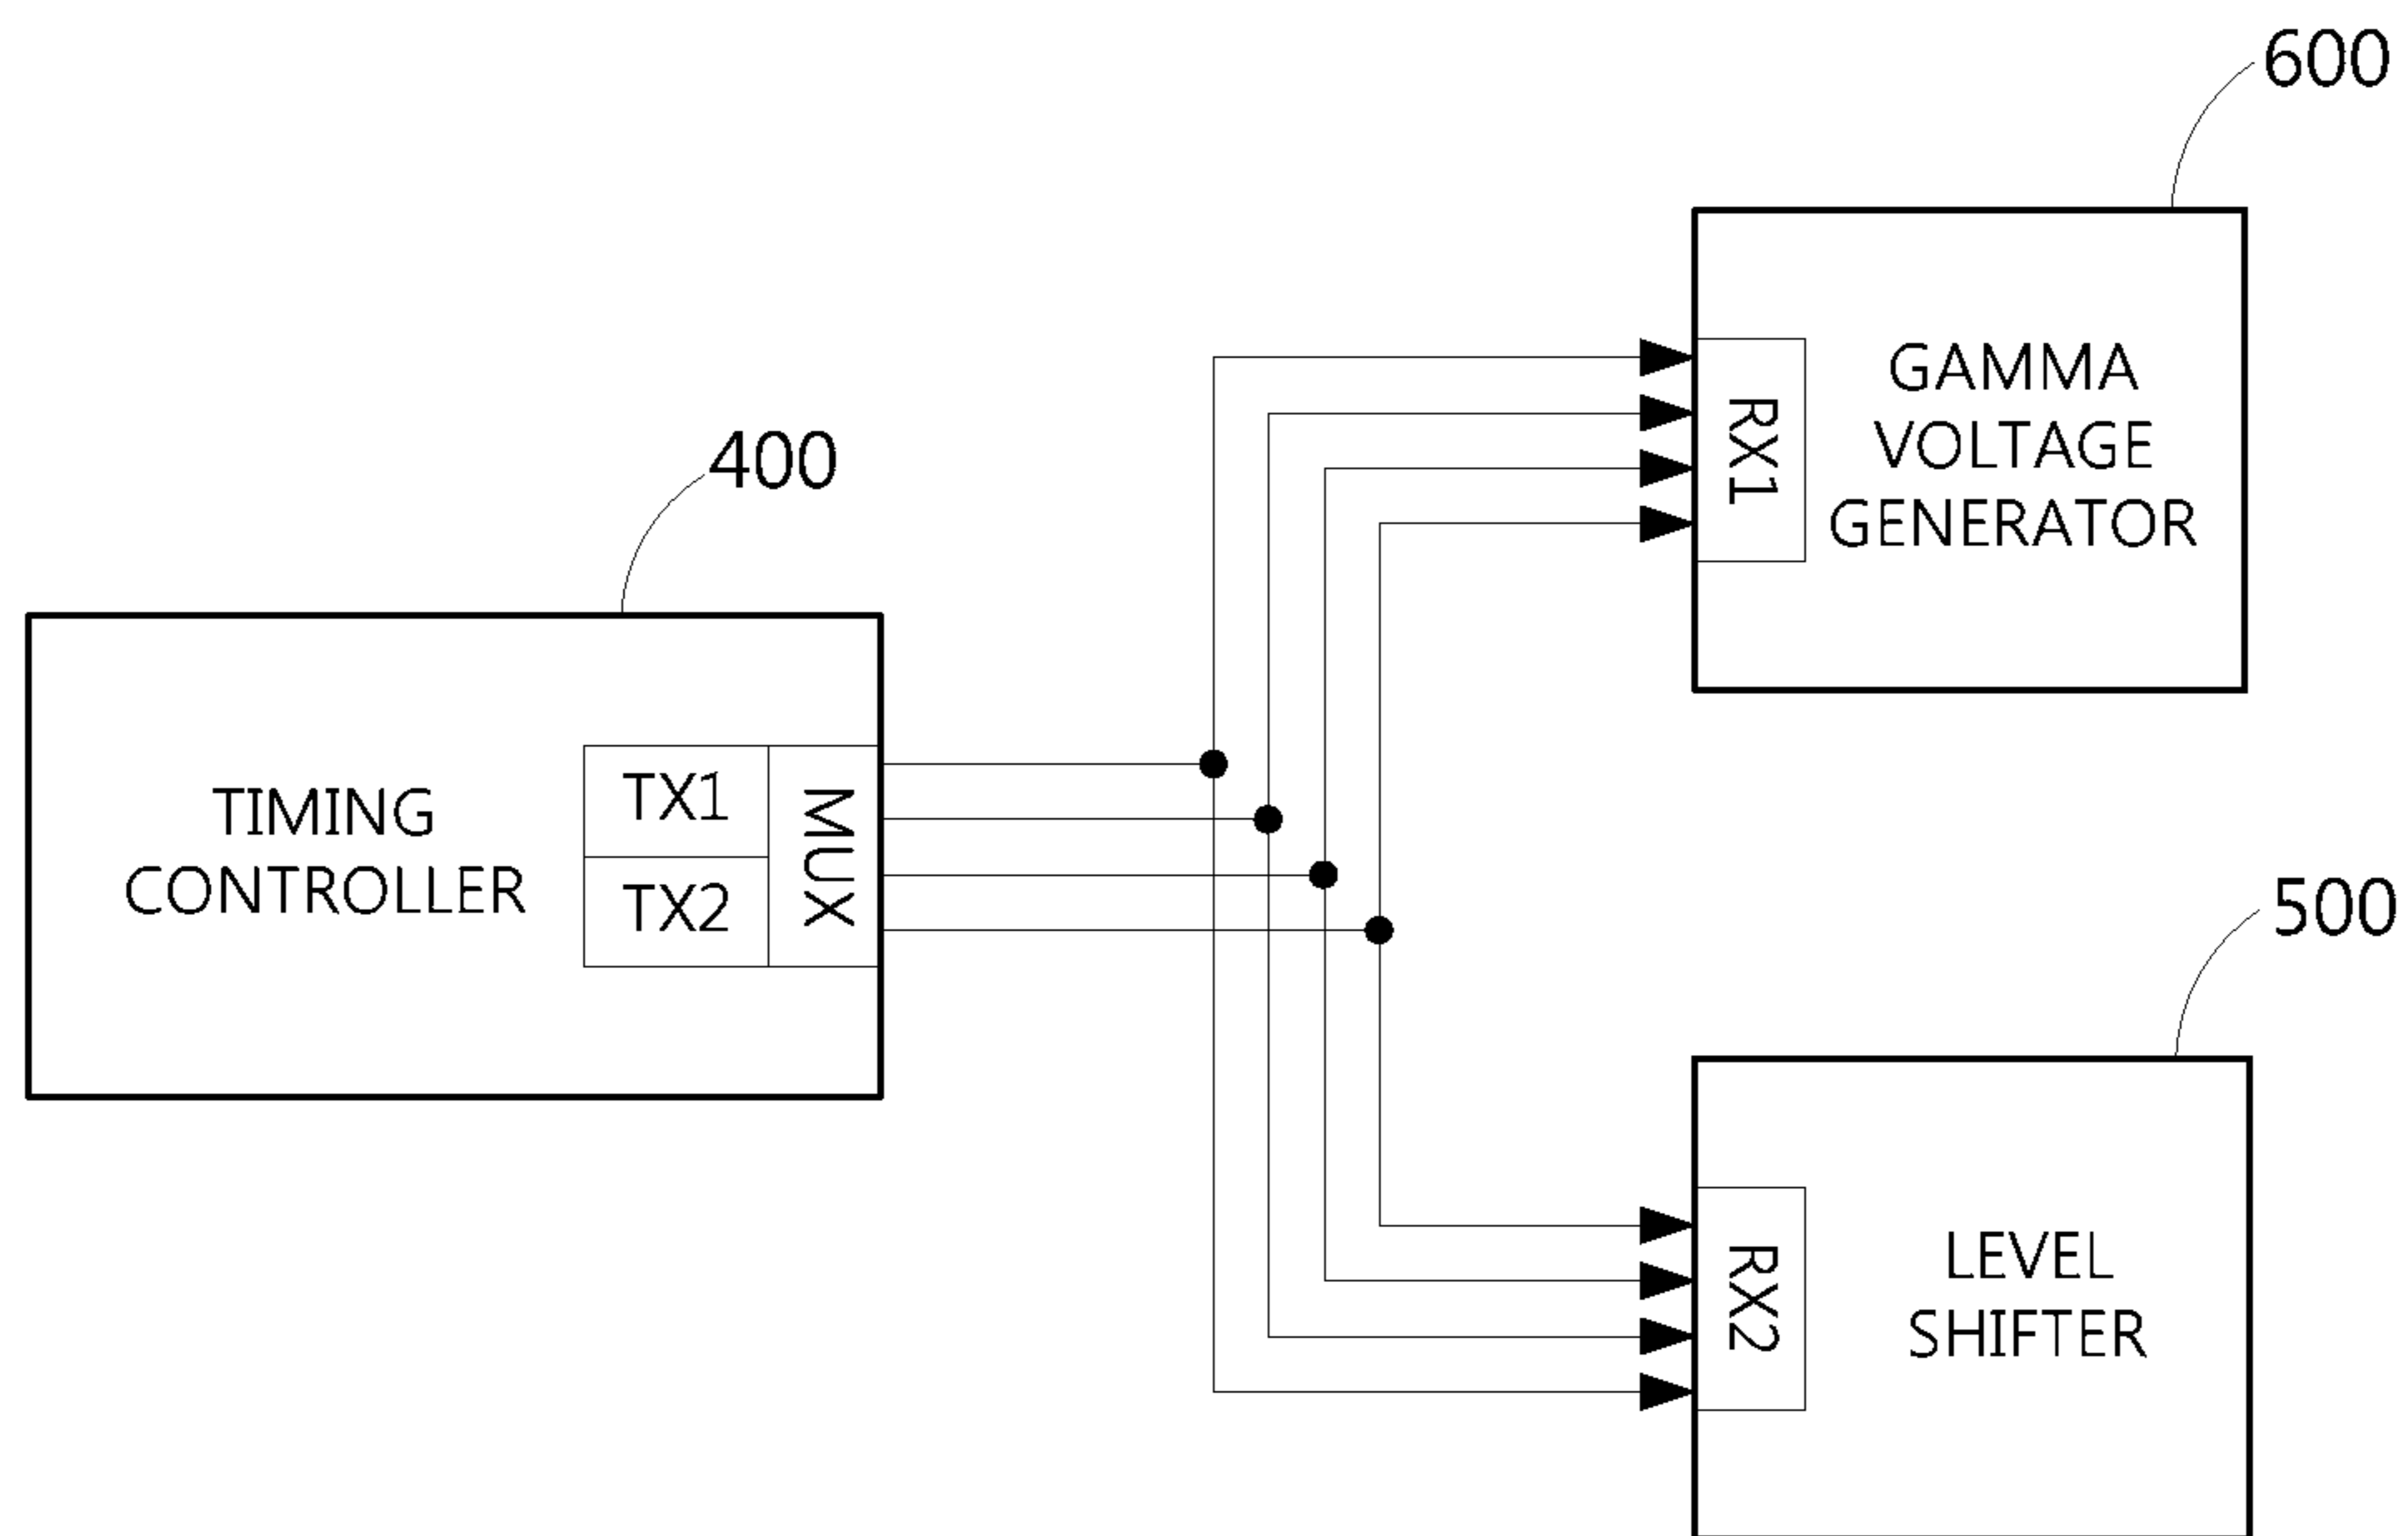 600
GAMMA
VOLTAGE
GENERATOR
RX1
400
TIMING
CONTROLLER
TX1
TX2
MUX
500
RX2
LEVEL
SHIFTER